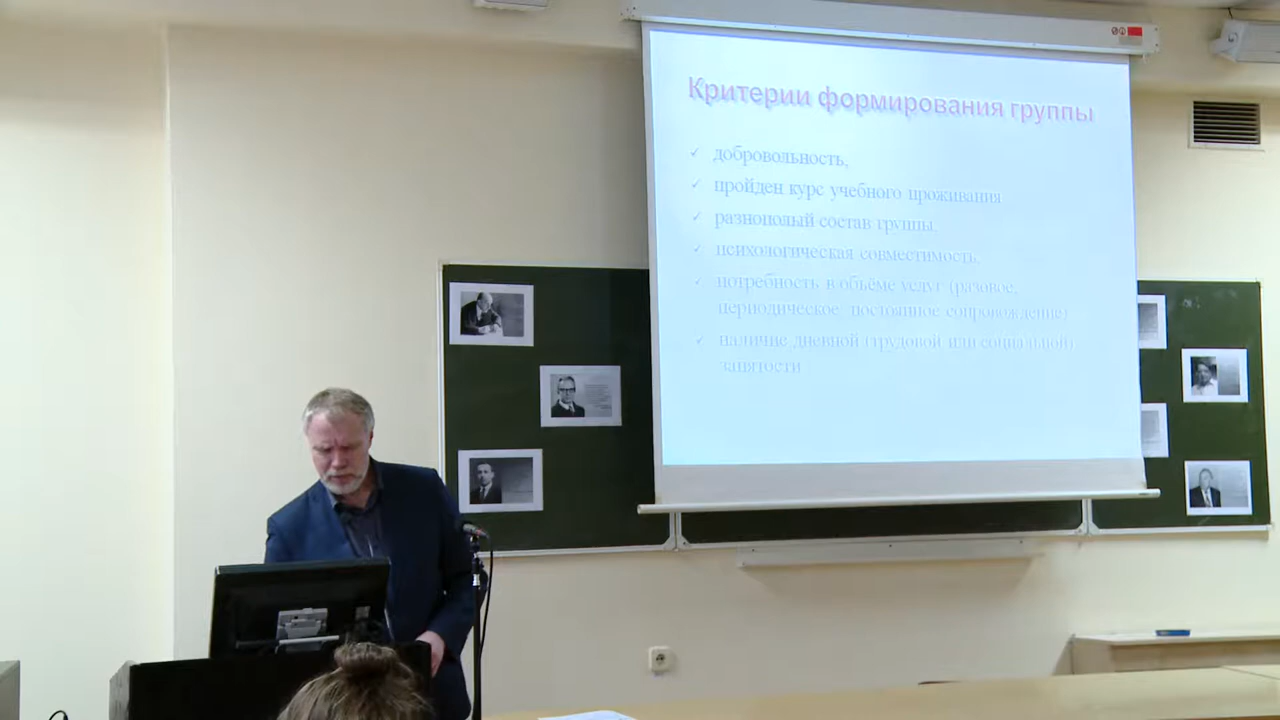 Критерии формирования группы
добровольность,
пройден курс учебного проживания
разнополый состав группы,
психологическая совместимость,
потребность в объёме услуг (разовое,
периодическое постоянное сопровождение)
наличие дневной (трудовой или социальной)
занятости